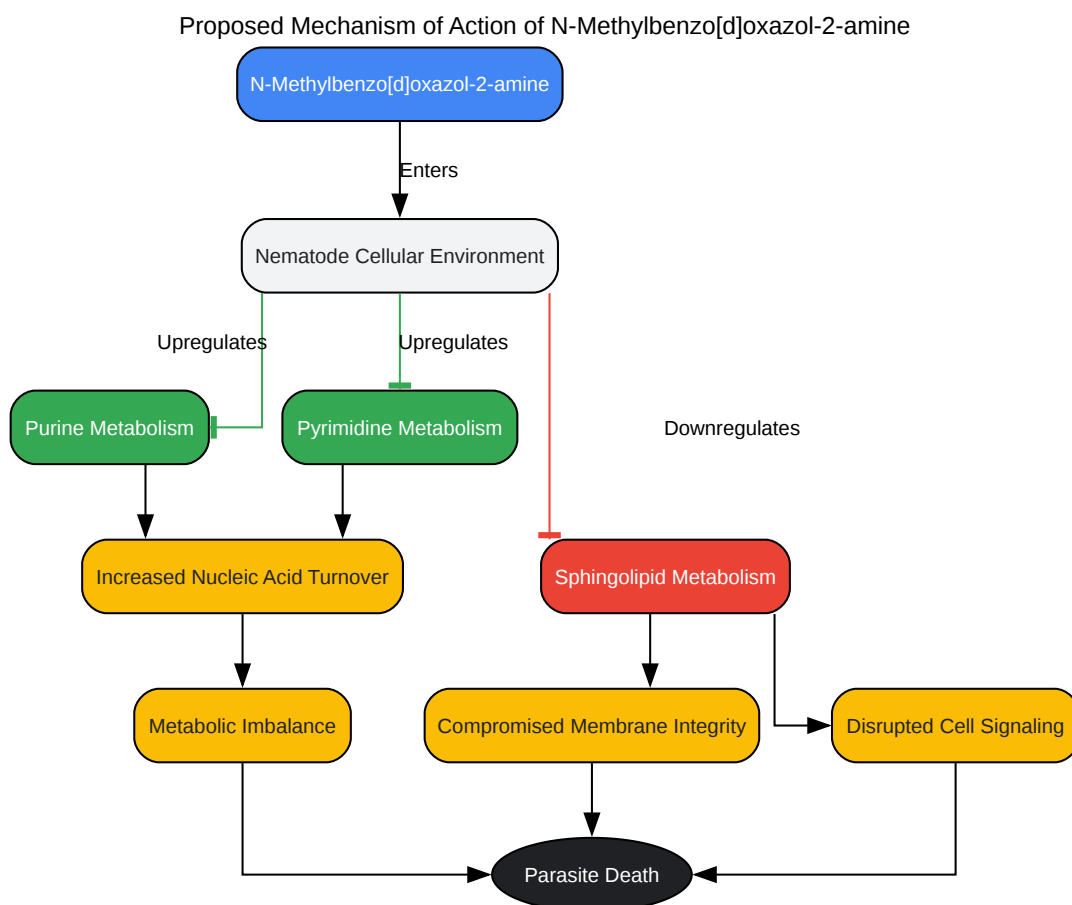 Proposed Mechanism of Action of N-Methylbenzo[d]oxazol-2-amine
N-Methylbenzo[d]oxazol-2-amine
Enters
Nematode Cellular Environment
Upregulates
Upregulates
Purine Metabolism
Pyrimidine Metabolism
Downregulates
Increased Nucleic Acid Turnover
Sphingolipid Metabolism
Metabolic Imbalance
Compromised Membrane Integrity
Disrupted Cell Signaling
Parasite Death